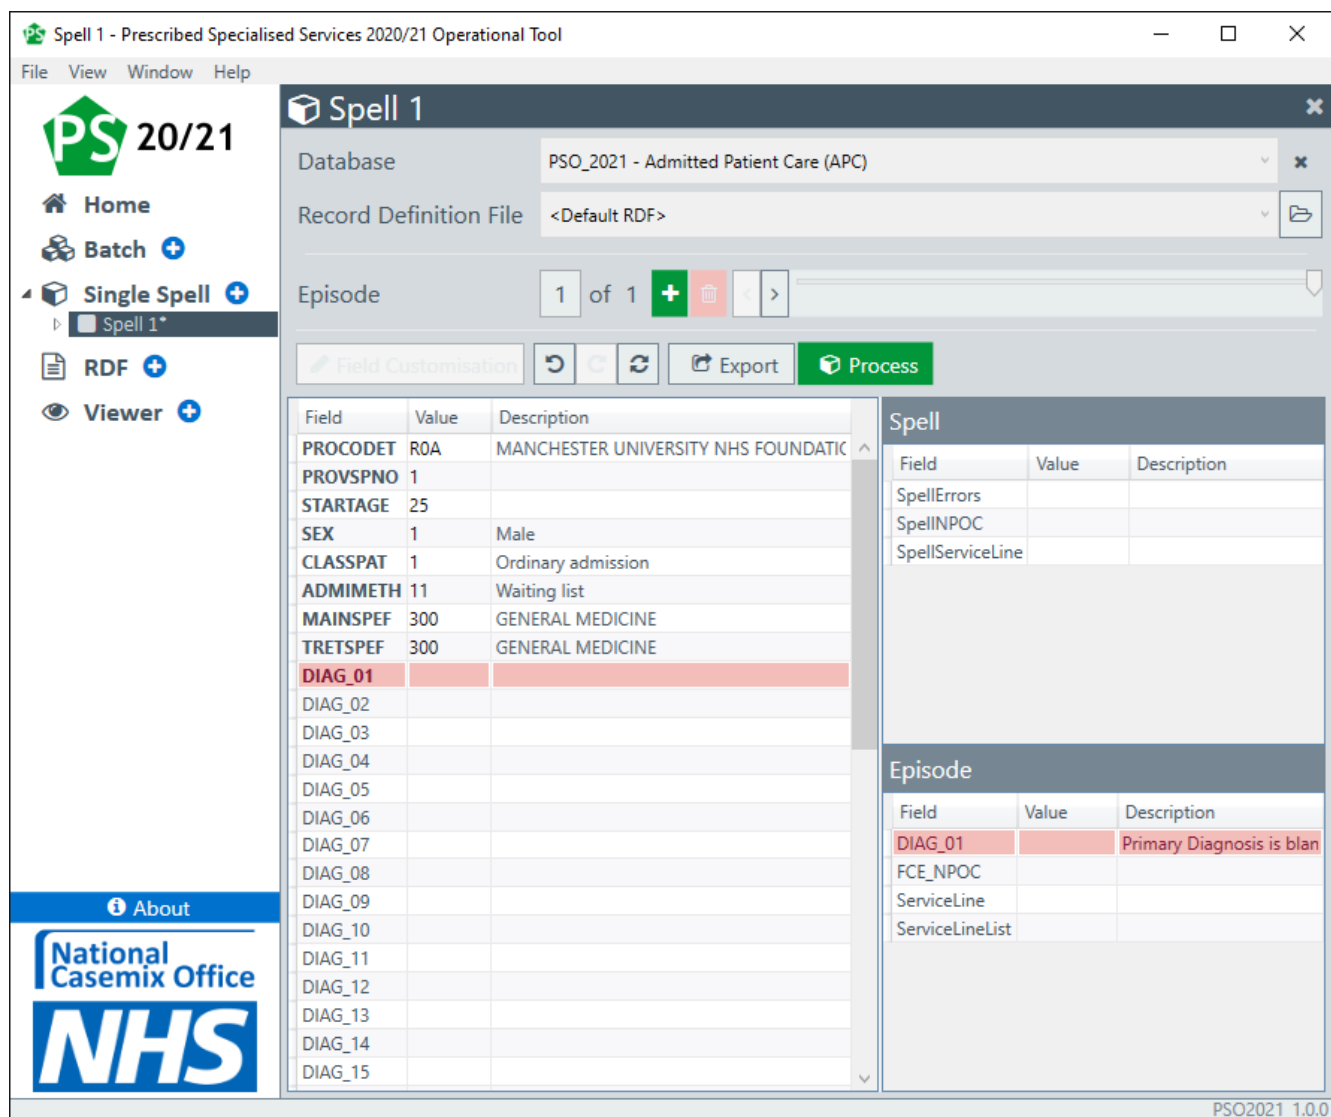 PS Spell 1 - Prescribed Specialised Services 2020/21 Operational Tool
File View Window Help
PS 20/21
Home
Batch
Single Spell
Spell 1*
RDF
Viewer
About
National
Casemix Office
NHS
Spell 1
Database PSO_2021 - Admitted Patient Care (APC)
Record Definition File <Default RDF>
Episode 1 of 1
Field Customisation Export Process
Field Value Description
PROCODET R0A MANCHESTER UNIVERSITY NHS FOUNDATIC
PROVSPNO 1
STARTAGE 25
SEX 1 Male
CLASSPAT 1 Ordinary admission
ADMIMETH 11 Waiting list
MAINSPEF 300 GENERAL MEDICINE
TRETSPEF 300 GENERAL MEDICINE
DIAG_01
DIAG_02
DIAG_03
DIAG_04
DIAG_05
DIAG_06
DIAG_07
DIAG_08
DIAG_09
DIAG_10
DIAG_11
DIAG_12
DIAG_13
DIAG_14
DIAG_15
Spell
Field Value Description
SpellErrors
SpellNPOC
SpellServiceLine
Episode
Field Value Description
DIAG_01 Primary Diagnosis is blan
FCE_NPOC
ServiceLine
ServiceLineList
PSO2021 1.0.0